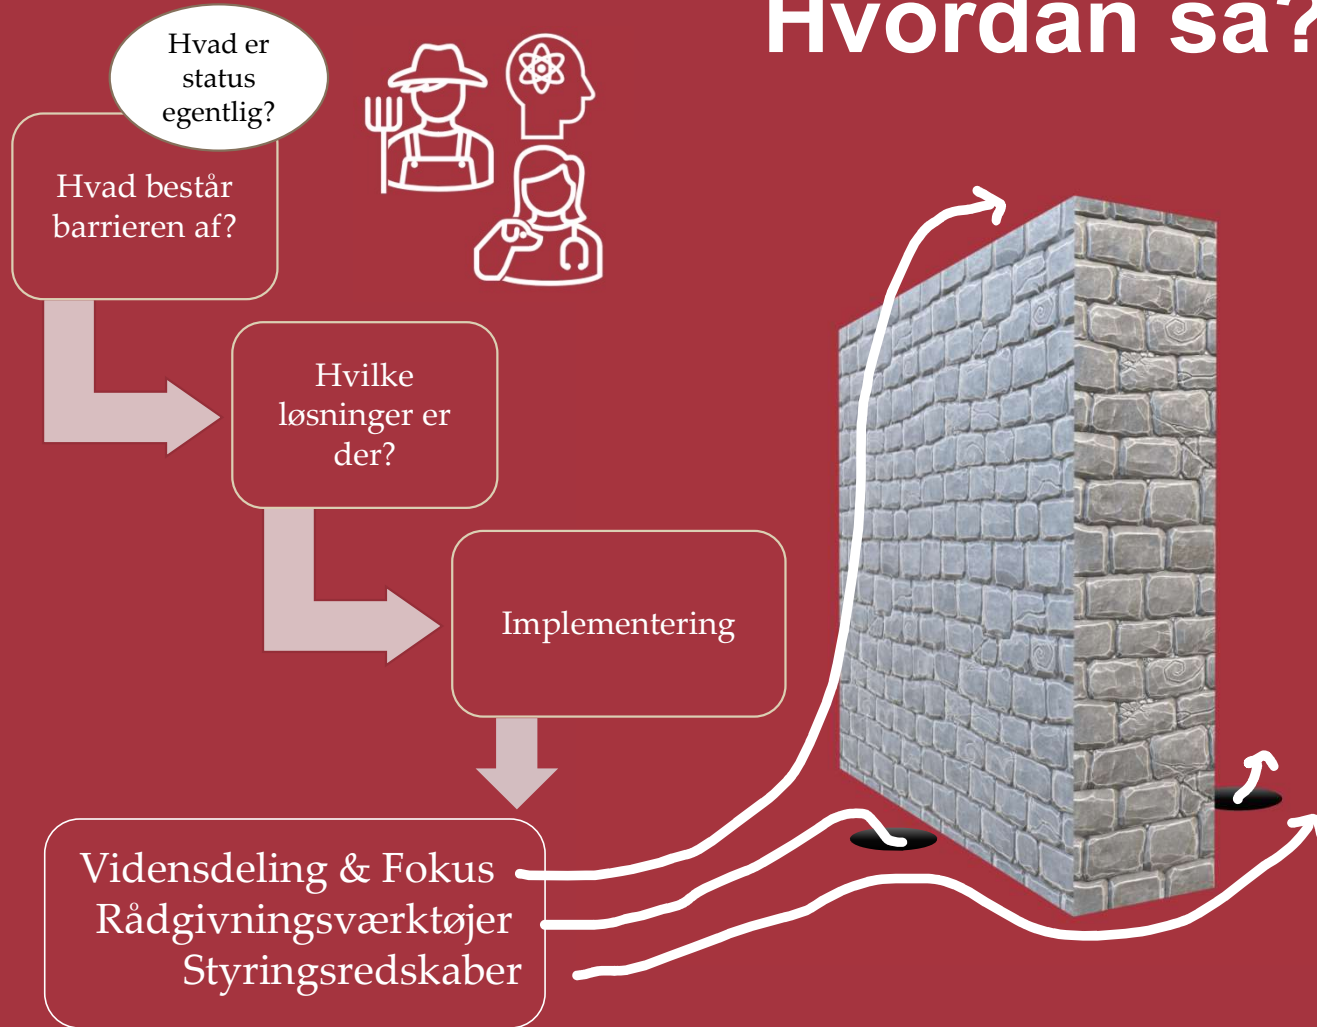 Hvordan så?
Hvad er
status
egentlig?
Hvad består
barrieren af?
Hvilke
løsninger er
der?
Implementering
Vidensdeling & Fokus
Rådgivningsværktøjer
Styringsredskaber